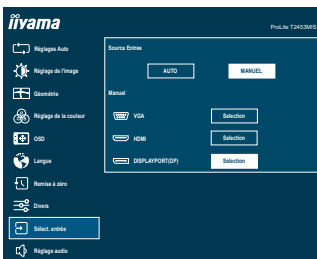 iiyama
ProLite T2453MIS
Réglages Auto
Réglage de l'image
Géométrie
Réglage de la couleur
OSD
Langue
Remise à zéro
Divers
Sélect. entrée
Réglage audio
Source Entree
AUTO
MANUEL
Manuel
VGA
Selection
HDMI
Selection
DISPLAYPORT(DP)
Selection